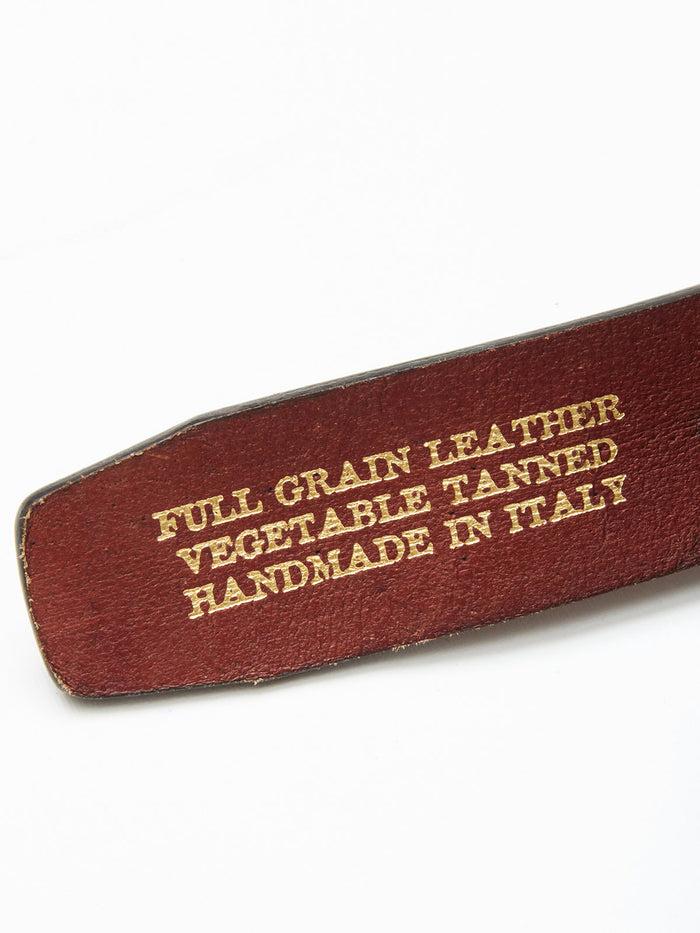 FULL GRAIN LEATHER
VEGETABLE TANNED
HANDMADE IN ITALY